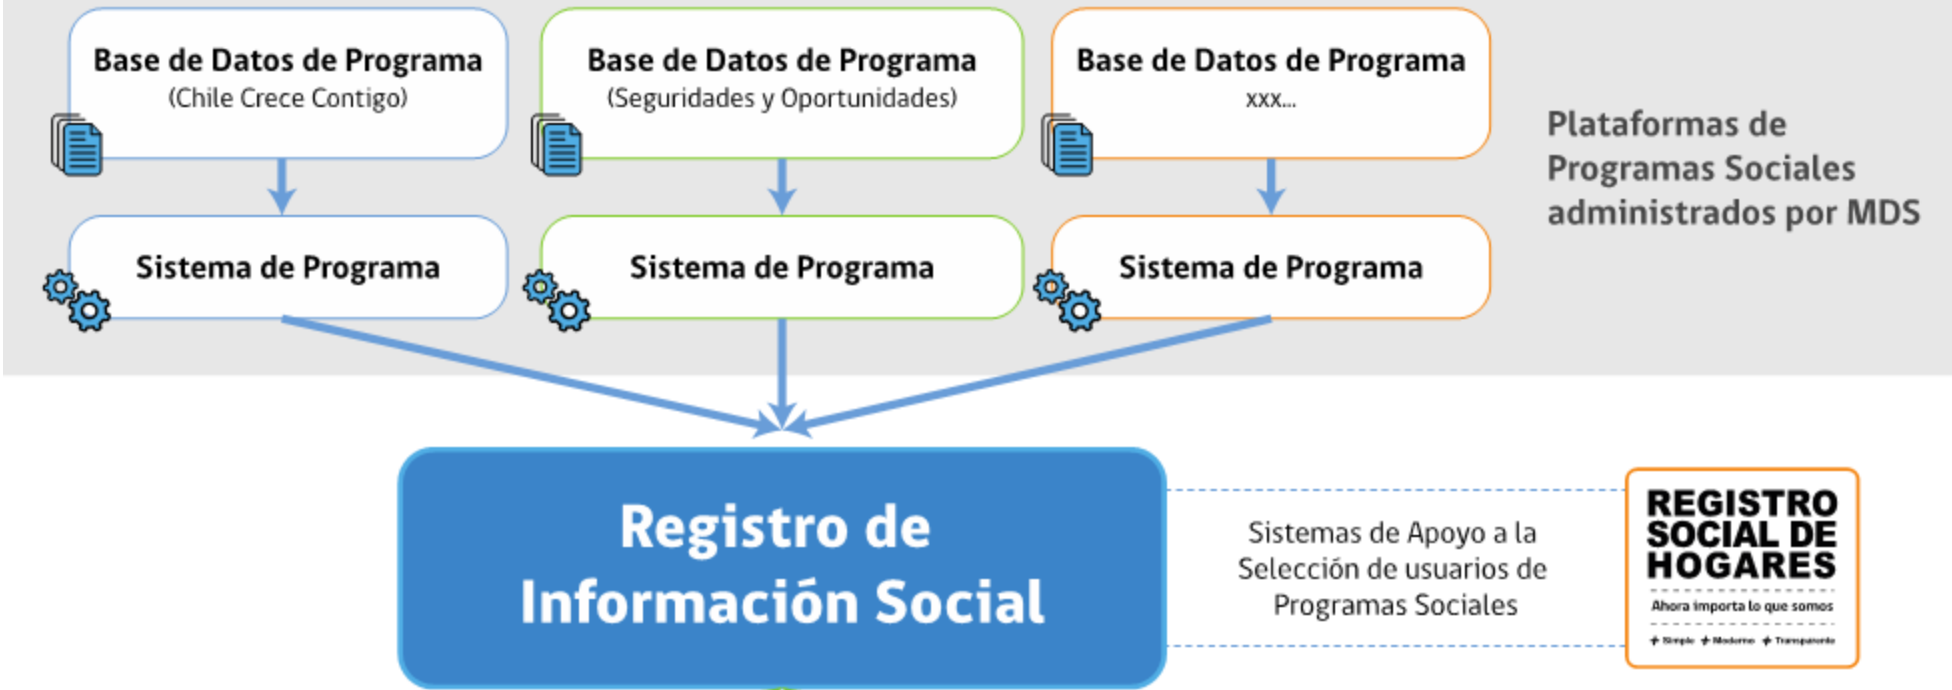 Base de Datos de Programa
(Chile Crece Contigo)
Base de Datos de Programa
(Seguridades y Oportunidades)
Base de Datos de Programa
xxx...
Plataformas de
Programas Sociales
administrados por MDS
Sistema de Programa
Sistema de Programa
Sistema de Programa
Registro de
Información Social
Sistemas de Apoyo a la
Selección de usuarios de
Programas Sociales
REGISTRO
SOCIAL DE
HOGARES
Ahora importa lo que somos
+ Simple + Moderno + Transparente